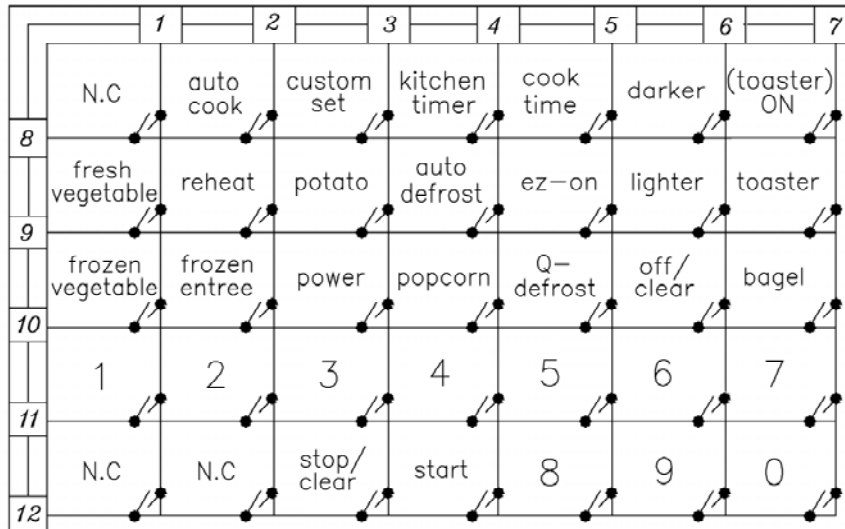 1 2 3 4 5 6 7
N.C auto cook custom set kitchen timer cook time darker (toaster) ON
8
fresh vegetable reheat potato auto defrost ez-on lighter toaster
9
frozen vegetable frozen entree power popcorn Q-defrost off/clear bagel
10
1 2 3 4 5 6 7
11
N.C N.C stop/clear start 8 9 0
12